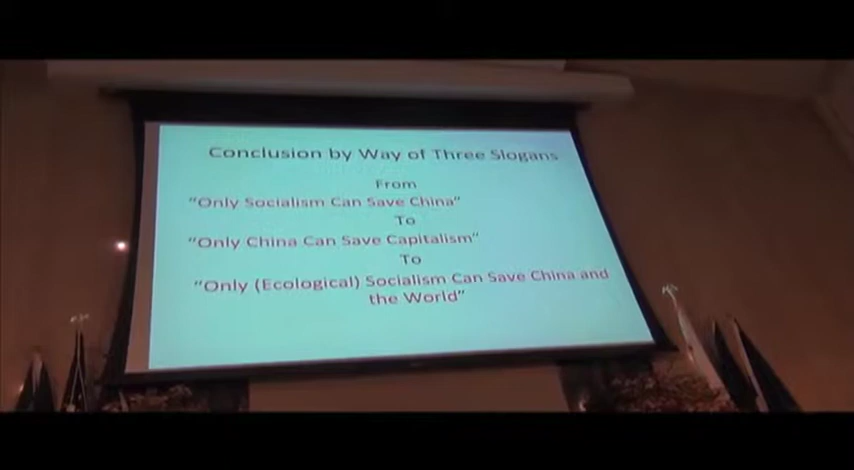 Conclusion by Way of Three Slogans
From
"Only Socialism Can Save China"
To
"Only China Can Save Capitalism"
To
"Only (Ecological) Socialism Can Save China and
the World"